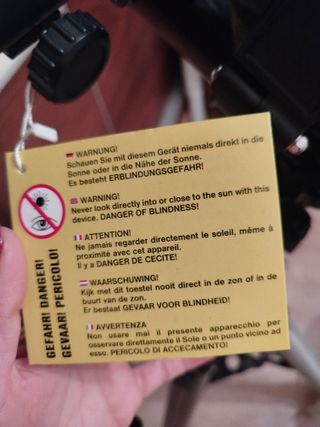 WARNUNG!
Schauen Sie mit diesem Gerät niemals direkt in die
Sonne oder in die Nähe der Sonne.
Es besteht ERBLINDUNGSGEFAHR!
WARNING!
Never look directly into or close to the sun with this
device. DANGER OF BLINDNESS!
ATTENTION!
Ne jamais regarder directement le soleil, même à
proximité avec cet appareil.
Il y a DANGER DE CECITE!
WAARSCHUWING!
Kijk met dit toestel nooit direct in de zon of in de
buurt van de zon.
Er bestaat GEVAAR VOOR BLINDHEID!
AVVERTENZA
Non usare mai il presente apparecchio per
osservare direttamente il Sole o un punto vicino ad
esso. PERICOLO DI ACCECAMENTO!
GEFAHR! DANGER!
GEVAAR! PERICOLO!